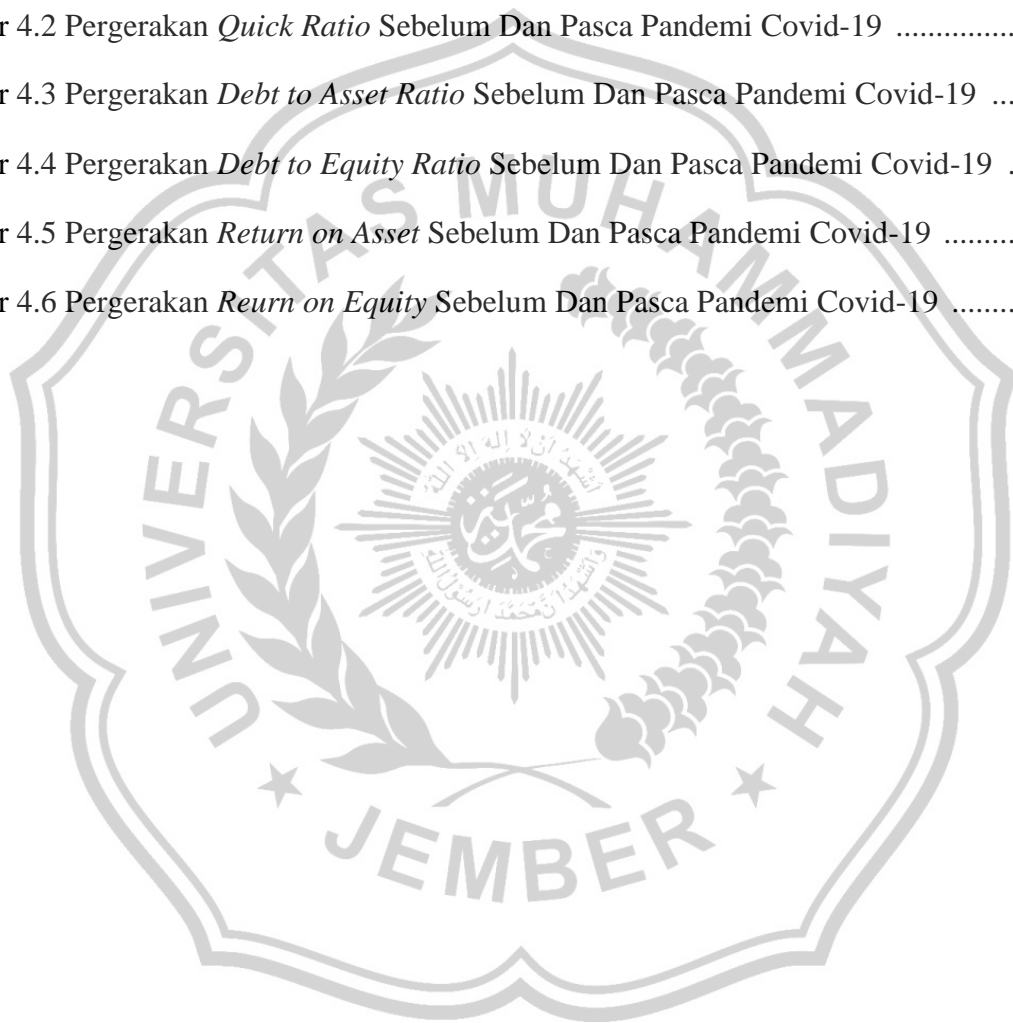 r 4.2 Pergerakan Quick Ratio Sebelum Dan Pasca Pandemi Covid-19 ...............
r 4.3 Pergerakan Debt to Asset Ratio Sebelum Dan Pasca Pandemi Covid-19 ...
r 4.4 Pergerakan Debt to Equity Ratio Sebelum Dan Pasca Pandemi Covid-19 .
r 4.5 Pergerakan Return on Asset Sebelum Dan Pasca Pandemi Covid-19 .........
r 4.6 Pergerakan Reurn on Equity Sebelum Dan Pasca Pandemi Covid-19 ........
UNIVERSITAS MUHAMMADIYAH
JEMBER